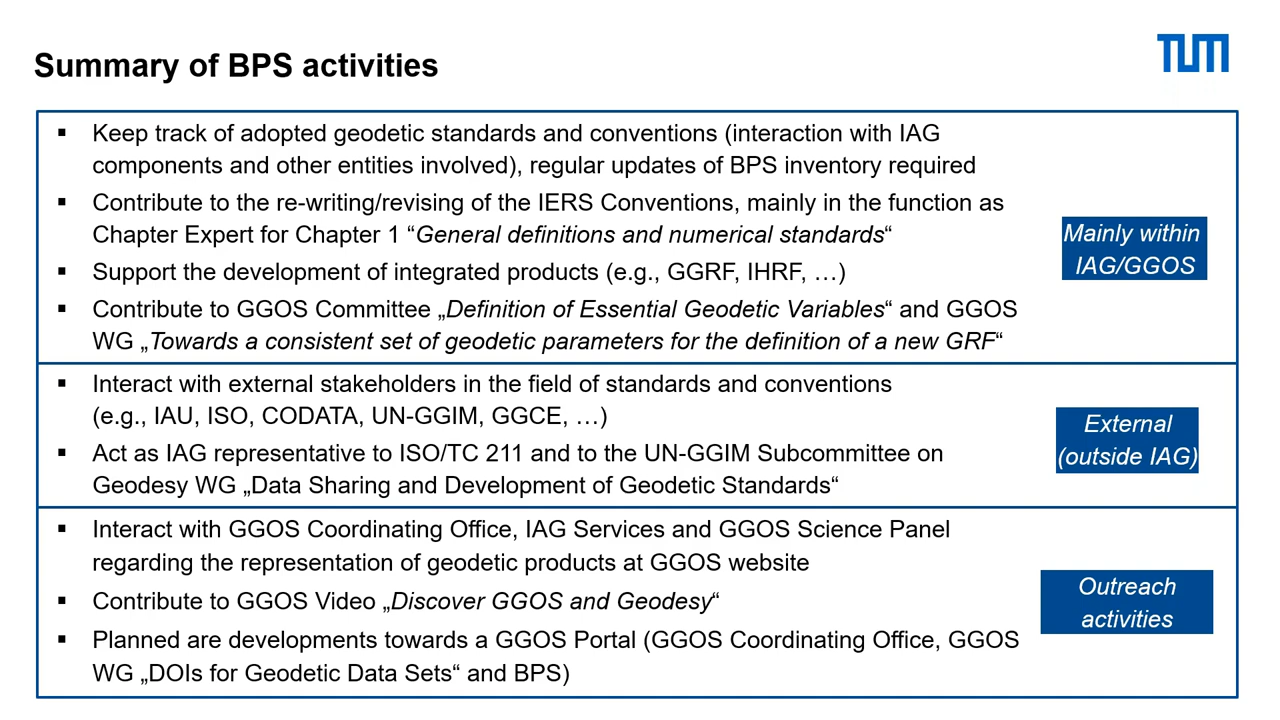 Summary of BPS activities
TUM
▪ Keep track of adopted geodetic standards and conventions (interaction with IAG
components and other entities involved), regular updates of BPS inventory required
▪ Contribute to the re-writing/revising of the IERS Conventions, mainly in the function as
Chapter Expert for Chapter 1 “General definitions and numerical standards“
▪ Support the development of integrated products (e.g., GGRF, IHRF, …)
▪ Contribute to GGOS Committee „Definition of Essential Geodetic Variables“ and GGOS
WG „Towards a consistent set of geodetic parameters for the definition of a new GRF“
Mainly within
IAG/GGOS
▪ Interact with external stakeholders in the field of standards and conventions
(e.g., IAU, ISO, CODATA, UN-GGIM, GGCE, …)
▪ Act as IAG representative to ISO/TC 211 and to the UN-GGIM Subcommittee on
Geodesy WG „Data Sharing and Development of Geodetic Standards“
External
(outside IAG)
▪ Interact with GGOS Coordinating Office, IAG Services and GGOS Science Panel
regarding the representation of geodetic products at GGOS website
▪ Contribute to GGOS Video „Discover GGOS and Geodesy“
▪ Planned are developments towards a GGOS Portal (GGOS Coordinating Office, GGOS
WG „DOIs for Geodetic Data Sets“ and BPS)
Outreach
activities